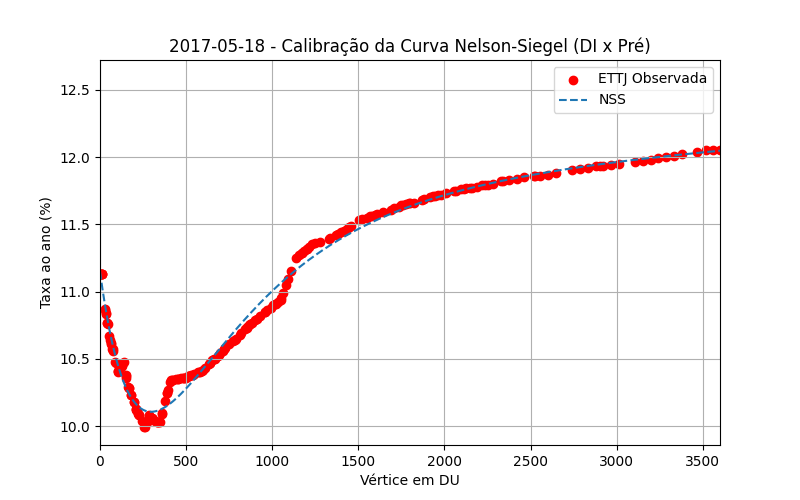 2017-05-18 - Calibração da Curva Nelson-Siegel (DI x Pré)
ETTJ Observada
NSS
Taxa ao ano (%)
12.5
12.0
11.5
11.0
10.5
10.0
0 500 1000 1500 2000 2500 3000 3500
Vértice em DU